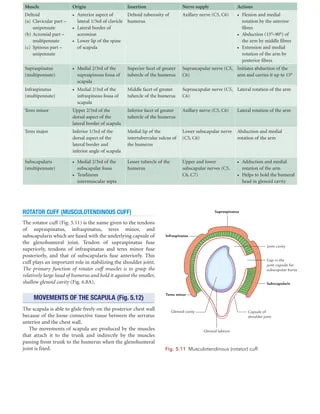 Muscle Origin Insertion Nerve supply Actions
Deltoid
(a) Clavicular part – unipennate
(b) Acromial part – multipennate
(c) Spinous part – unipennate
• Anterior aspect of lateral 1/3rd of clavicle
• Lateral border of acromion
• Lower lip of the spine of scapula
Deltoid tuberosity of humerus
Axillary nerve (C5, C6)
• Flexion and medial rotation by the anterior fibres
• Abduction (15°–90°) of the arm by middle fibres
• Extension and medial rotation of the arm by posterior fibres
Supraspinatus (multipennate)
• Medial 2/3rd of the supraspinous fossa of scapula
Superior facet of greater tubercle of the humerus
Suprascapular nerve (C5, C6)
Initiates abduction of the arm and carries it up to 15°
Infraspinatus (multipennate)
• Medial 2/3rd of the infraspinous fossa of scapula
Middle facet of greater tubercle of the humerus
Suprascapular nerve (C5, C6)
Lateral rotation of the arm
Teres minor
Upper 2/3rd of the dorsal aspect of the lateral border of scapula
Inferior facet of greater tubercle of the humerus
Axillary nerve (C5, C6)
Lateral rotation of the arm
Teres major
Inferior 1/3rd of the dorsal aspect of the lateral border and inferior angle of scapula
Medial lip of the intertubercular sulcus of the humerus
Lower subscapular nerve (C5, C6)
Adduction and medial rotation of the arm
Subscapularis (multipennate)
• Medial 2/3rd of the subscapular fossa
• Tendinous intermuscular septa
Lesser tubercle of the humerus
Upper and lower subscapular nerves (C5, C6, C7)
• Adduction and medial rotation of the arm
• Helps to hold the humeral head in glenoid cavity
ROTATOR CUFF (MUSCULOTENDINOUS CUFF)
The rotator cuff (Fig. 5.11) is the name given to the tendons
of supraspinatus, infraspinatus, teres minor, and
subscapularis which are fused with the underlying capsule of
the glenohumeral joint. Tendon of supraspinatus fuse
superiorly, tendons of infraspinatus and teres minor fuse
posteriorly, and that of subscapularis fuse anteriorly. This
cuff plays an important role in stabilizing the shoulder joint.
The primary function of rotator cuff muscles is to grasp the
relatively large head of humerus and hold it against the smaller,
shallow glenoid cavity (Fig. 6.8A).
MOVEMENTS OF THE SCAPULA (Fig. 5.12)
The scapula is able to glide freely on the posterior chest wall
because of the loose connective tissue between the serratus
anterior and the chest wall.
The movements of scapula are produced by the muscles
that attach it to the trunk and indirectly by the muscles
passing from trunk to the humerus when the glenohumeral
joint is fixed.
Supraspinatus
Infraspinatus
Joint cavity
Gap in the
joint capsule for
subscapular bursa
Subscapularis
Teres minor
Glenoid cavity
Capsule of
shoulder joint
Glenoid labrum
Fig. 5.11 Musculotendinous (rotator) cuff.